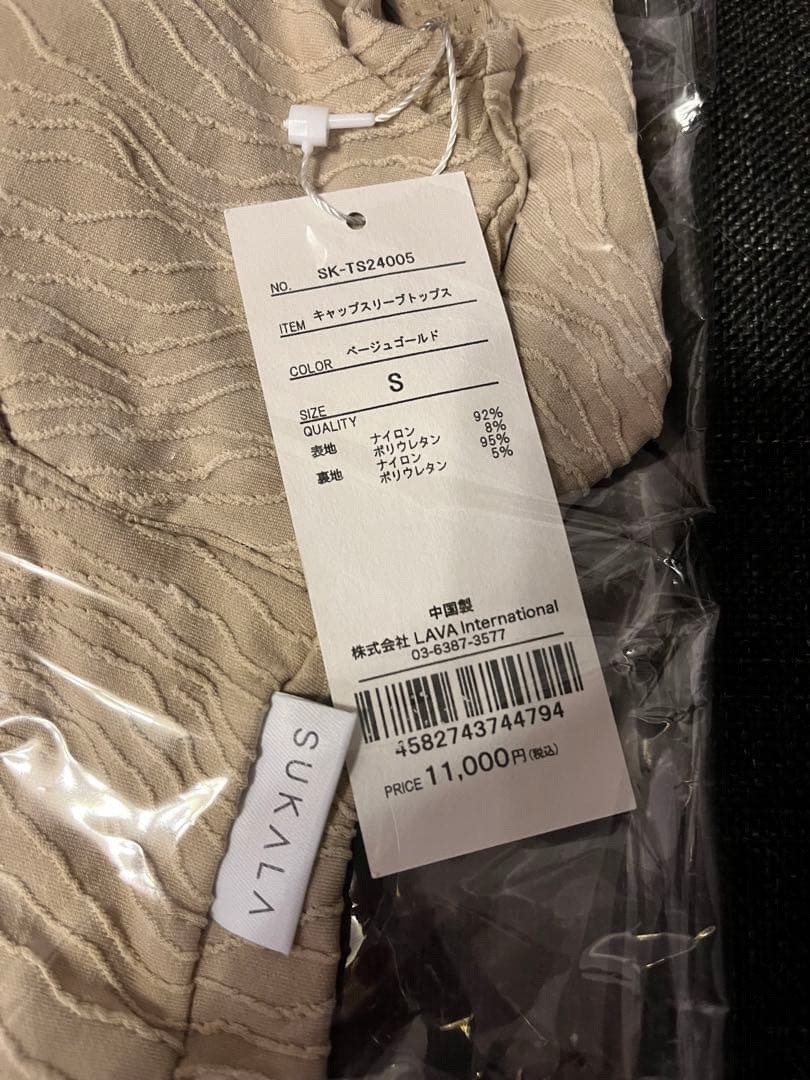 NO. SK-TS24005
ITEM キャップスリーブトップス
COLOR ベージュゴールド
SIZE S
QUALITY
表地 ナイロン 92%
ポリウレタン 8%
裏地 ナイロン 95%
ポリウレタン 5%
中国製
株式会社 LAVA International
03-6387-3577
4582743744794
PRICE 11,000円(税込)
SUKALA